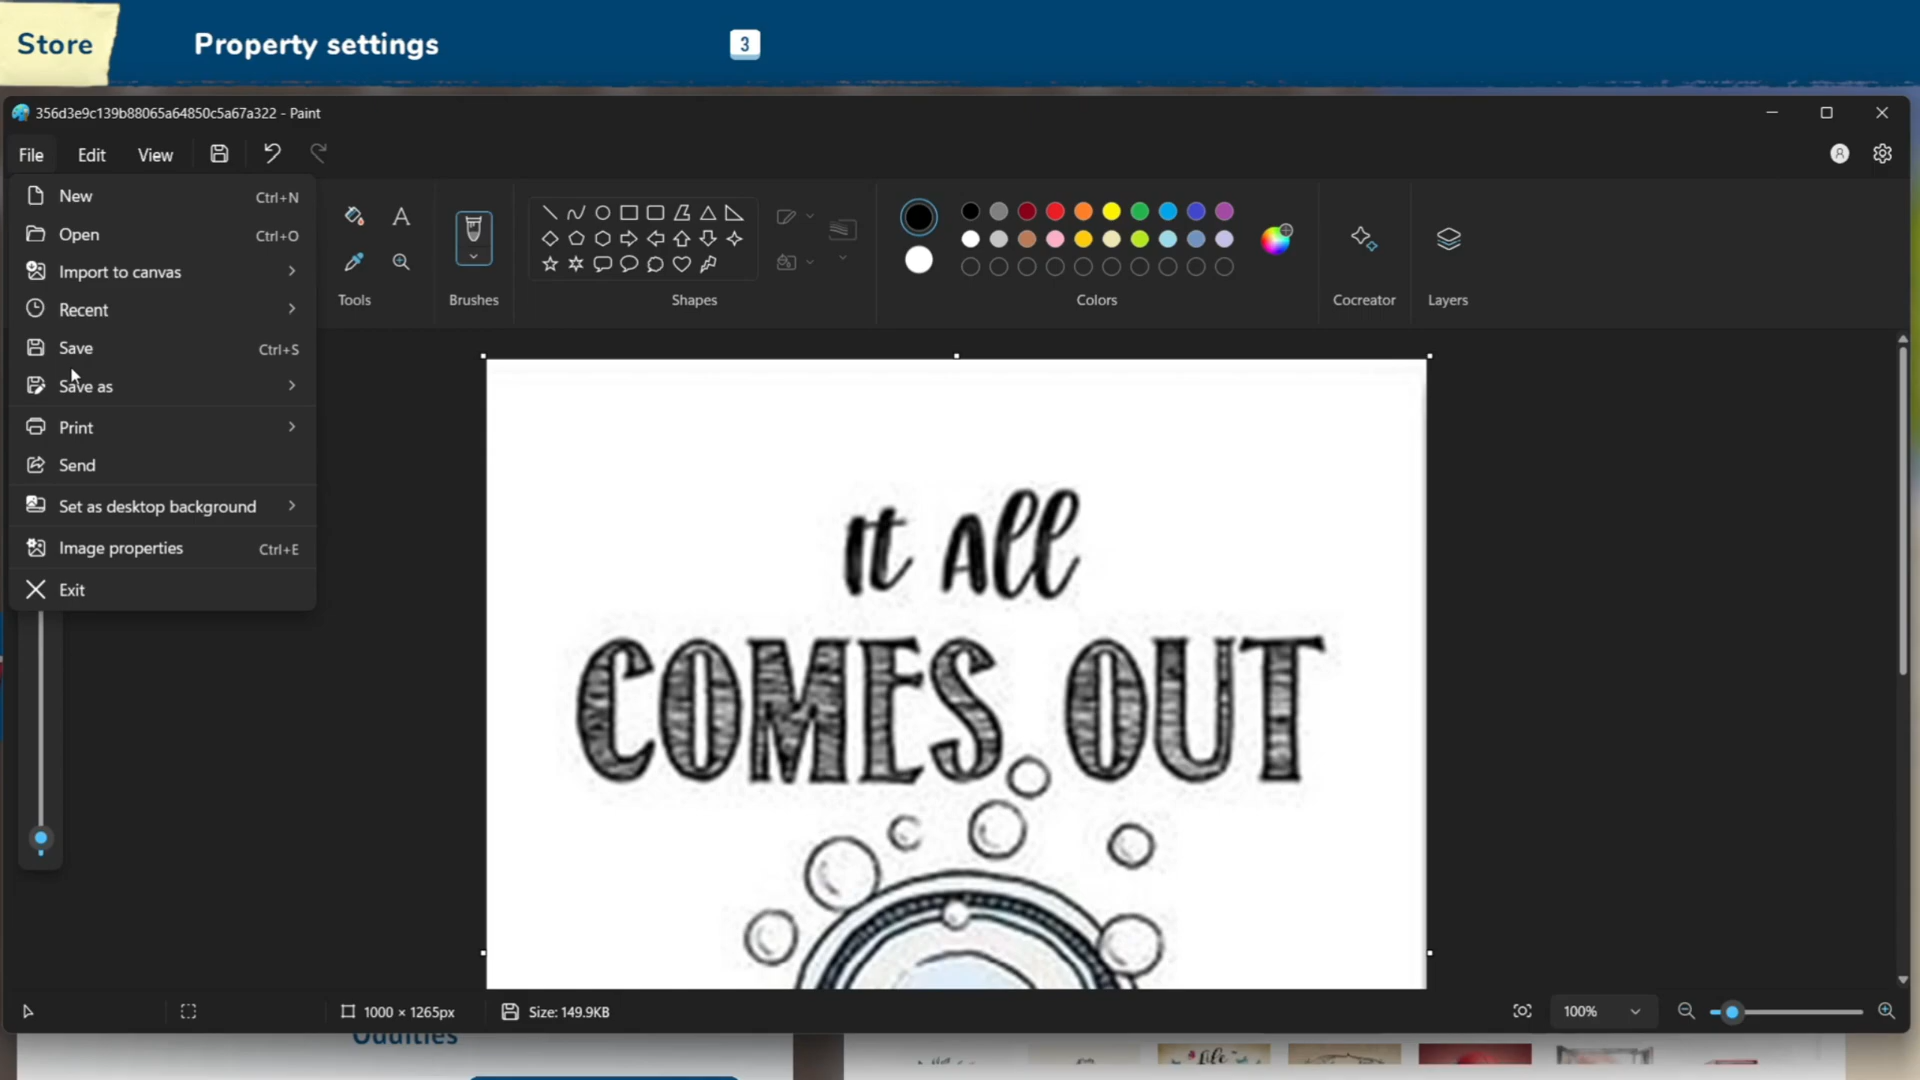 Store
Property settings
3
356d3e9c139b88065a64850c5a67a322 - Paint
File
Edit
View
New Ctrl+N
Open Ctrl+O
Import to canvas
Recent
Save Ctrl+S
Save as
Print
Send
Set as desktop background
Image properties Ctrl+E
Exit
Tools
Brushes
Shapes
Colors
Cocreator
Layers
It All
COMES OUT
1000 × 1265px
Size: 149.9KB
100%
Oddities
Life